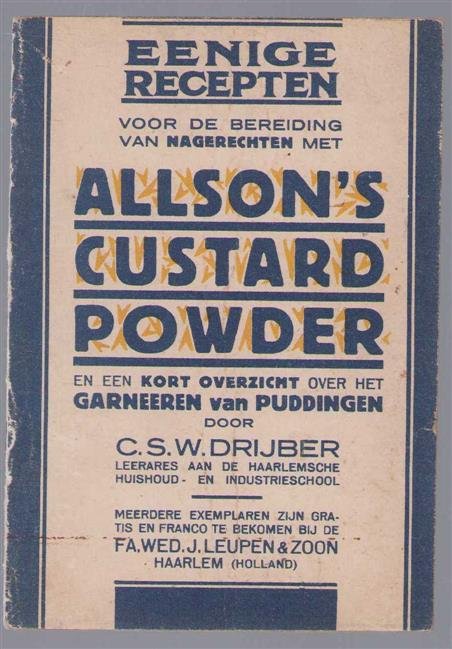 EENIGE
RECEPTEN
VOOR DE BEREIDING
VAN NAGERECHTEN MET
ALLSON'S
CUSTARD
POWDER
EN EEN KORT OVERZICHT OVER HET
GARNEEREN van PUDDINGEN
DOOR
C.S.W. DRIJBER
LEERARES AAN DE HAARLEMSCHE
HUISHOUD- EN INDUSTRIESCHOOL
MEERDERE EXEMPLAREN ZIJN GRA-
TIS EN FRANCO TE BEKOMEN BIJ DE
FA. WED. J. LEUPEN & ZOON
HAARLEM (HOLLAND)